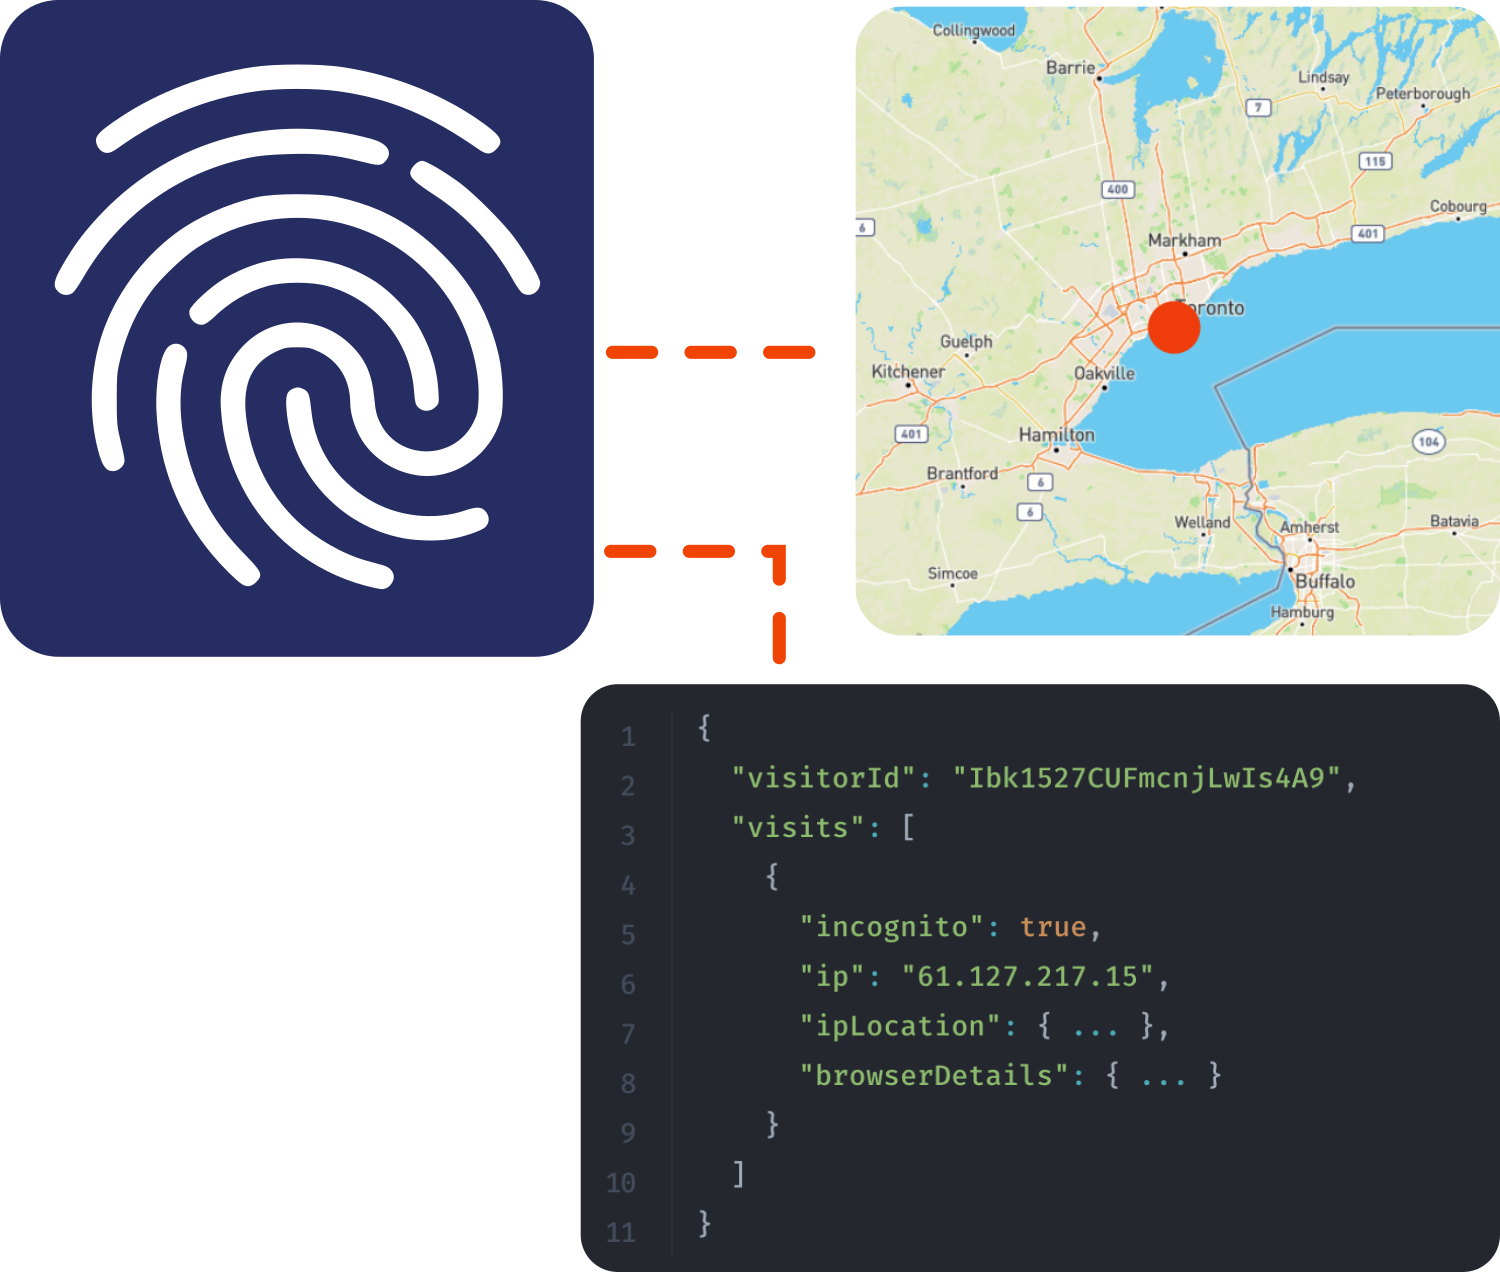 Collingwood
Barrie
Lindsay
Peterborough
7
115
400
Cobourg
6
401
Markham
Toronto
Guelph
Kitchener
Oakville
401
Hamilton
104
Brantford
6
6
Welland
Amherst
Batavia
Simcoe
Buffalo
Hamburg
1 {
2 "visitorId": "Ibk1527CUFmcnjLwIs4A9",
3 "visits": [
4 {
5 "incognito": true,
6 "ip": "61.127.217.15",
7 "ipLocation": { ... },
8 "browserDetails": { ... }
9 }
10 ]
11 }